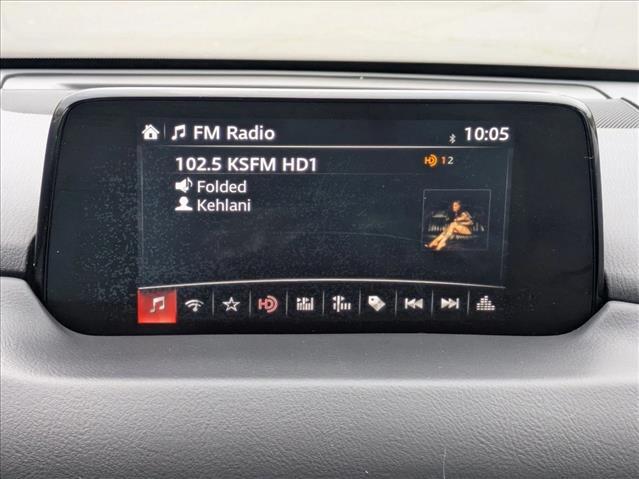 FM Radio 10:05
102.5 KSFM HD1 HD 1 2
Folded
Kehlani
HD